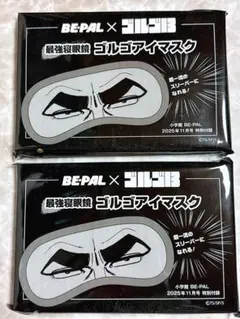 BE-PAL × ゴルゴ13
最強寝眼鏡 ゴルゴアイマスク
超一流の
スリーパーに
なれる!
小学館 BE-PAL
2025年11月号 特別付録
BE-PAL × ゴルゴ13
最強寝眼鏡 ゴルゴアイマスク
超一流の
スリーパーに
なれる!
小学館 BE-PAL
2025年11月号 特別付録